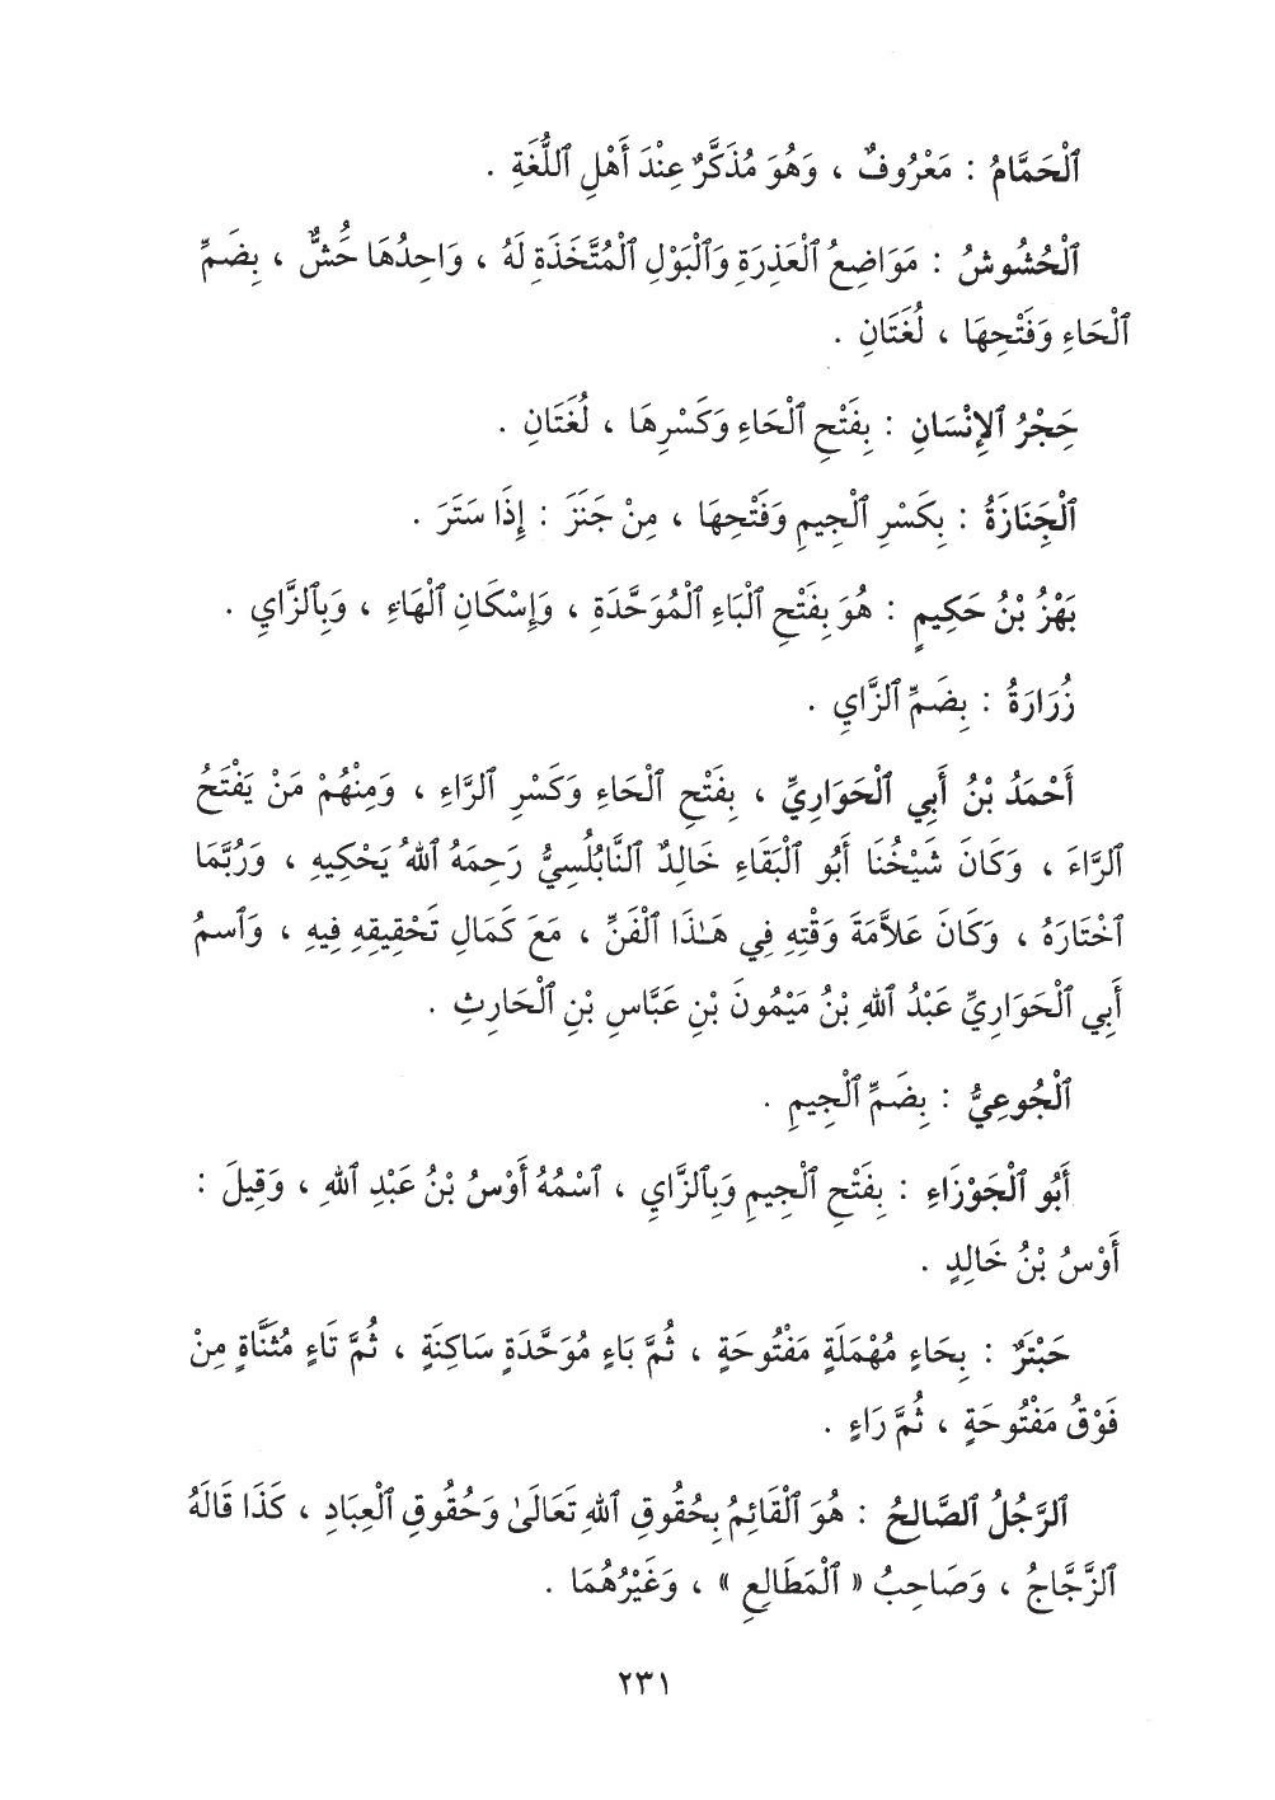 ٱلْحَمَّامُ : مَعْرُوفٌ ، وَهُوَ مُذَكَّرٌ عِنْدَ أَهْلِ ٱللُّغَةِ .
ٱلْحُشُوشُ : مَوَاضِعُ ٱلْعَذِرَةِ وَٱلْبَوْلِ ٱلْمُتَّخَذَةِ لَهُ ، وَاحِدُهَا حَُشٌّ ، بِضَمِّ
ٱلْحَاءِ وَفَتْحِهَا ، لُغَتَانِ .
حَِجْرُ ٱلإِنْسَانِ : بِفَتْحِ ٱلْحَاءِ وَكَسْرِهَا ، لُغَتَانِ .
ٱلْجَِنَازَةُ : بِكَسْرِ ٱلْجِيمِ وَفَتْحِهَا ، مِنْ جَنَزَ : إِذَا سَتَرَ .
بَهْزُ بْنُ حَكِيمٍ : هُوَ بِفَتْحِ ٱلْبَاءِ ٱلْمُوَحَّدَةِ ، وَإِسْكَانِ ٱلْهَاءِ ، وَبِٱلزَّايِ .
زُرَارَةُ : بِضَمِّ ٱلزَّايِ .
أَحْمَدُ بْنُ أَبِي ٱلْحَوَارِيِّ ، بِفَتْحِ ٱلْحَاءِ وَكَسْرِ ٱلرَّاءِ ، وَمِنْهُمْ مَنْ يَفْتَحُ
ٱلرَّاءَ ، وَكَانَ شَيْخُنَا أَبُو ٱلْبَقَاءِ خَالِدٌ ٱلنَّابُلُسِيُّ رَحِمَهُ ٱللهُ يَحْكِيهِ ، وَرُبَّمَا
ٱخْتَارَهُ ، وَكَانَ عَلاَّمَةَ وَقْتِهِ فِي هَـٰذَا ٱلْفَنِّ ، مَعَ كَمَالِ تَحْقِيقِهِ فِيهِ ، وَٱسمُ
أَبِي ٱلْحَوَارِيِّ عَبْدُ ٱللهِ بْنُ مَيْمُونَ بْنِ عَبَّاسِ بْنِ ٱلْحَارِثِ .
ٱلْجُوعِيُّ : بِضَمِّ ٱلْجِيمِ .
أَبُو ٱلْجَوْزَاءِ : بِفَتْحِ ٱلْجِيمِ وَبِٱلزَّايِ ، ٱسْمُهُ أَوْسُ بْنُ عَبْدِ ٱللهِ ، وَقِيلَ :
أَوْسُ بْنُ خَالِدٍ .
حَبْتَرٌ : بِحَاءٍ مُهْمَلَةٍ مَفْتُوحَةٍ ، ثُمَّ بَاءٍ مُوَحَّدَةٍ سَاكِنَةٍ ، ثُمَّ تَاءٍ مُثَنَّاةٍ مِنْ
فَوْقُ مَفْتُوحَةٍ ، ثُمَّ رَاءٍ .
ٱلرَّجُلُ ٱلصَّالِحُ : هُوَ ٱلْقَائِمُ بِحُقُوقِ ٱللهِ تَعَالَىٰ وَحُقُوقِ ٱلْعِبَادِ ، كَذَا قَالَهُ
ٱلزَّجَّاجُ ، وَصَاحِبُ « ٱلْمَطَالِعِ » ، وَغَيْرُهُمَا .
٢٣١